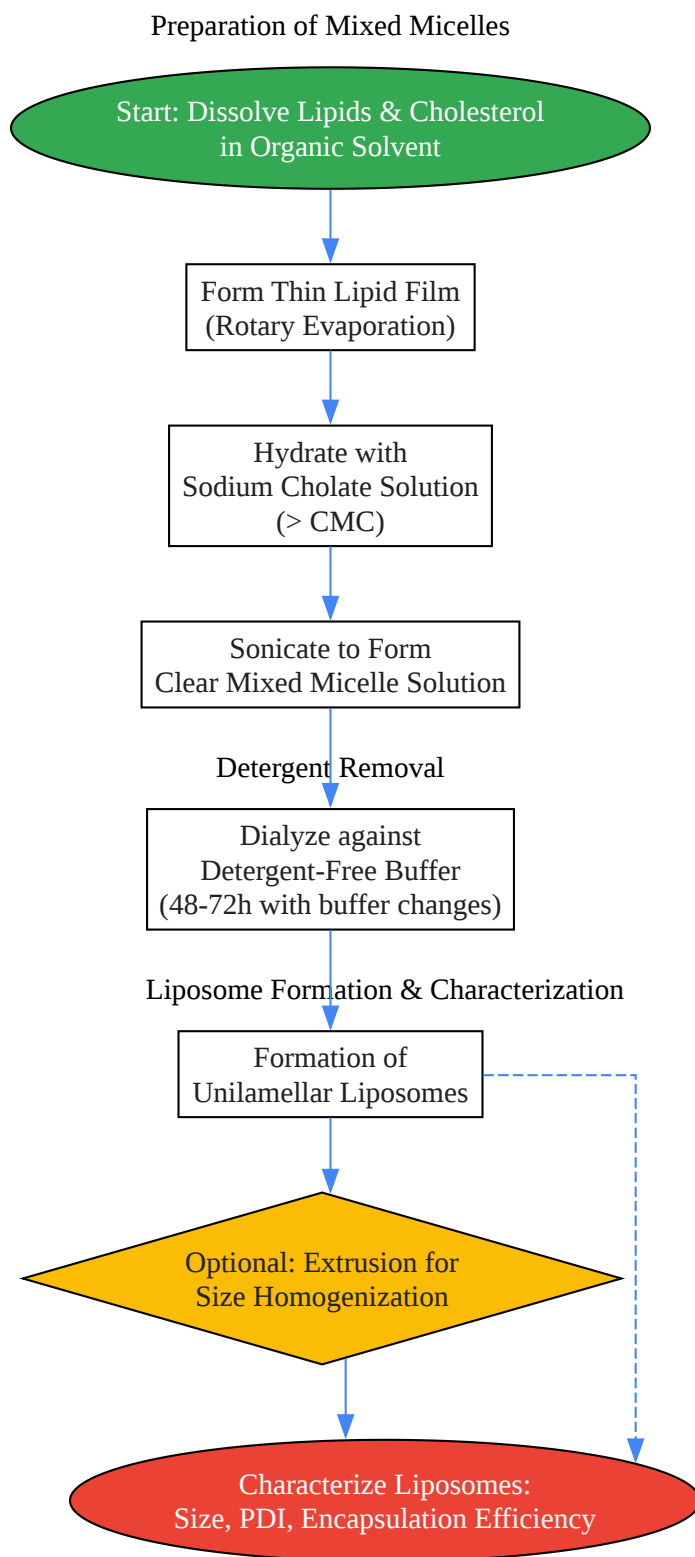 Preparation of Mixed Micelles
Start: Dissolve Lipids & Cholesterol
in Organic Solvent
Form Thin Lipid Film
(Rotary Evaporation)
Hydrate with
Sodium Cholate Solution
(> CMC)
Sonicate to Form
Clear Mixed Micelle Solution
Detergent Removal
Dialyze against
Detergent-Free Buffer
(48-72h with buffer changes)
Liposome Formation & Characterization
Formation of
Unilamellar Liposomes
Optional: Extrusion for
Size Homogenization
Characterize Liposomes:
Size, PDI, Encapsulation Efficiency